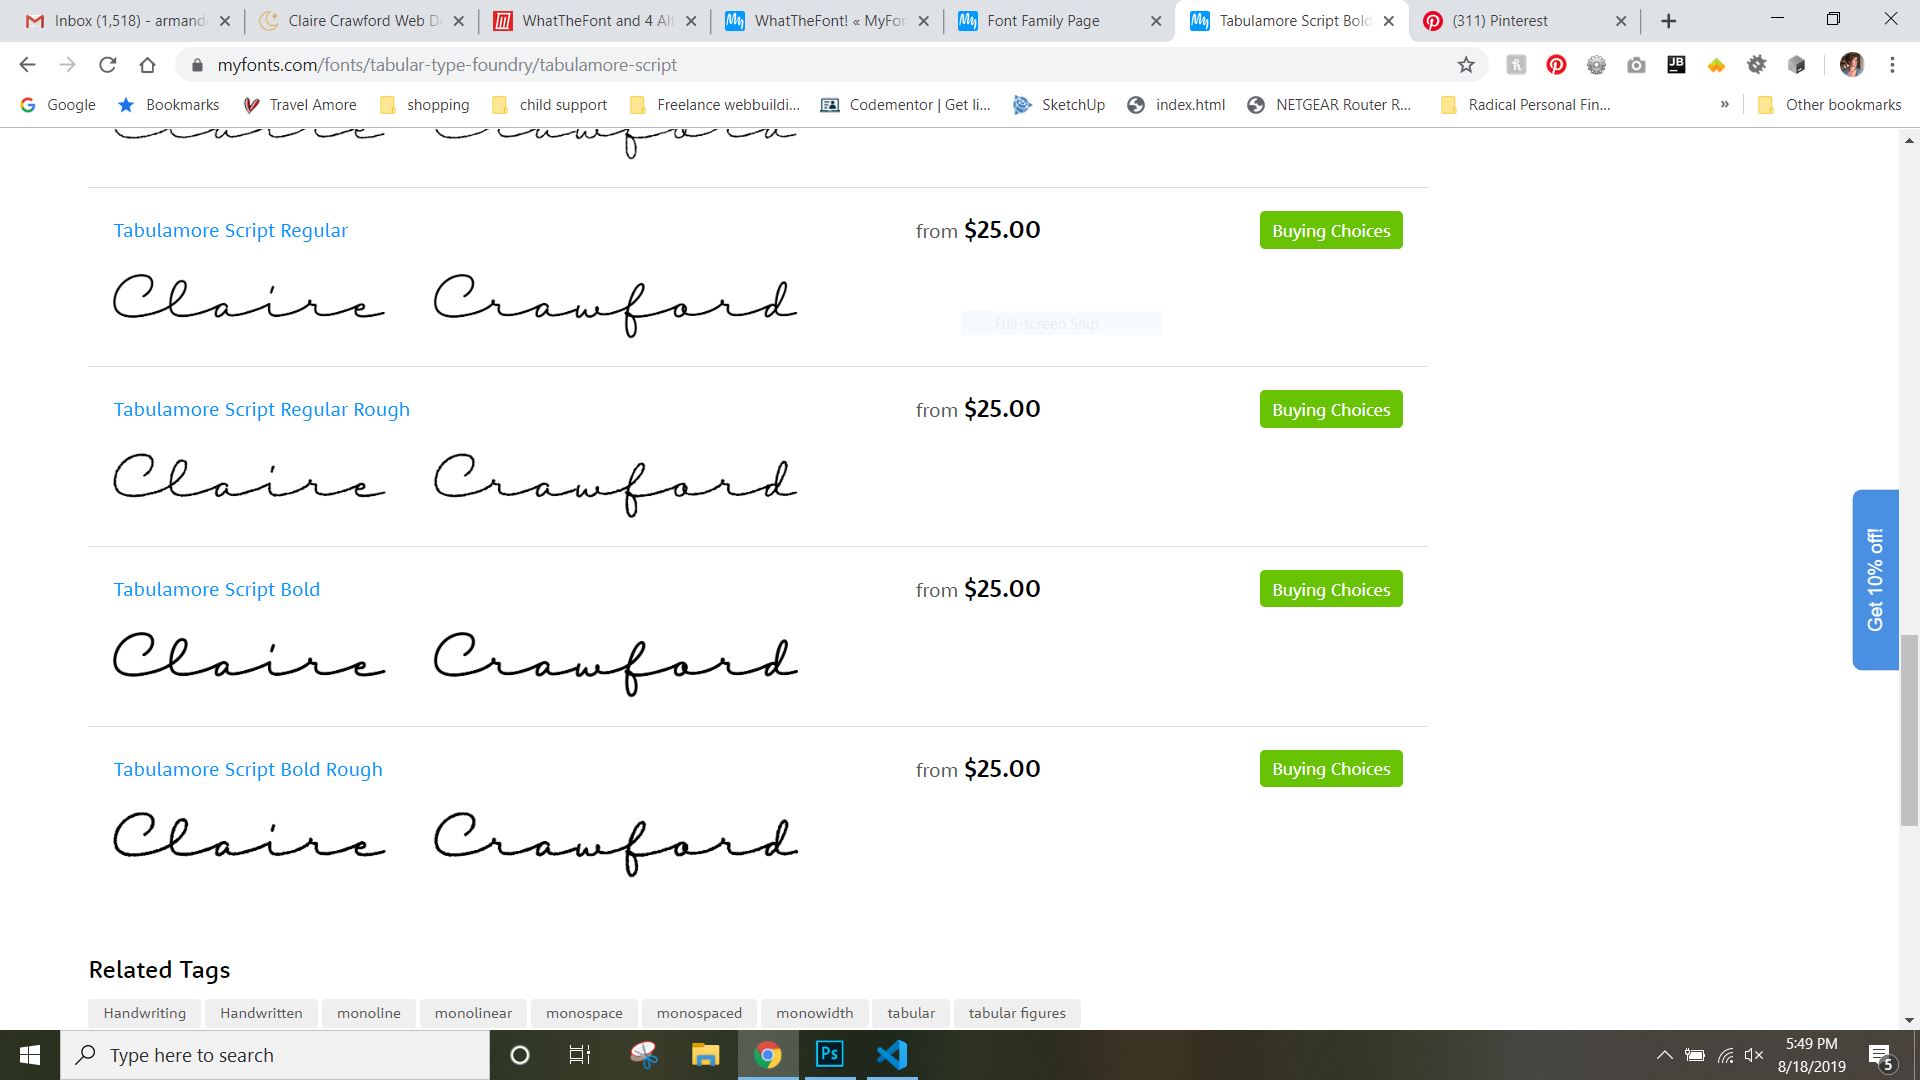 Inbox (1,518) - armand
Claire Crawford Web D
WhatTheFont and 4 Alt
WhatTheFont! « MyFon
Font Family Page
Tabulamore Script Bold
(311) Pinterest
myfonts.com/fonts/tabular-type-foundry/tabulamore-script
Google
Bookmarks
Travel Amore
shopping
child support
Freelance webbuildi...
Codementor | Get li...
SketchUp
index.html
NETGEAR Router R...
Radical Personal Fin...
»
Other bookmarks
Claire Crawford
Tabulamore Script Regular
from $25.00
Buying Choices
Claire Crawford
Full-screen Snip
Tabulamore Script Regular Rough
from $25.00
Buying Choices
Claire Crawford
Get 10% off!
Tabulamore Script Bold
from $25.00
Buying Choices
Claire Crawford
Tabulamore Script Bold Rough
from $25.00
Buying Choices
Claire Crawford
Related Tags
Handwriting
Handwritten
monoline
monolinear
monospace
monospaced
monowidth
tabular
tabular figures
Type here to search
Ps
5:49 PM
8/18/2019
5